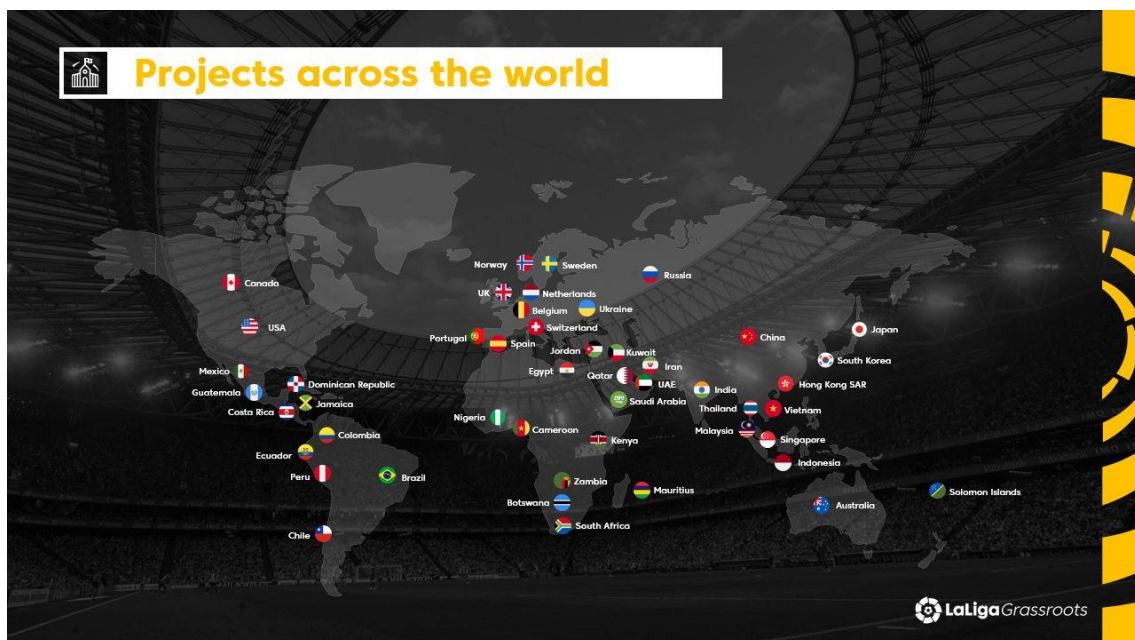 Projects across the world
Norway
Sweden
Russia
Canada
UK
Netherlands
Belgium
Ukraine
USA
Switzerland
Portugal
Spain
China
Japan
Jordan
Kuwait
South Korea
Mexico
Egypt
Iran
Qatar
UAE
Guatemala
Dominican Republic
India
Hong Kong SAR
Jamaica
Saudi Arabia
Costa Rica
Thailand
Vietnam
Nigeria
Cameroon
Malaysia
Colombia
Kenya
Singapore
Ecuador
Indonesia
Peru
Brazil
Zambia
Mauritius
Solomon Islands
Botswana
Australia
South Africa
Chile
LaLiga Grassroots